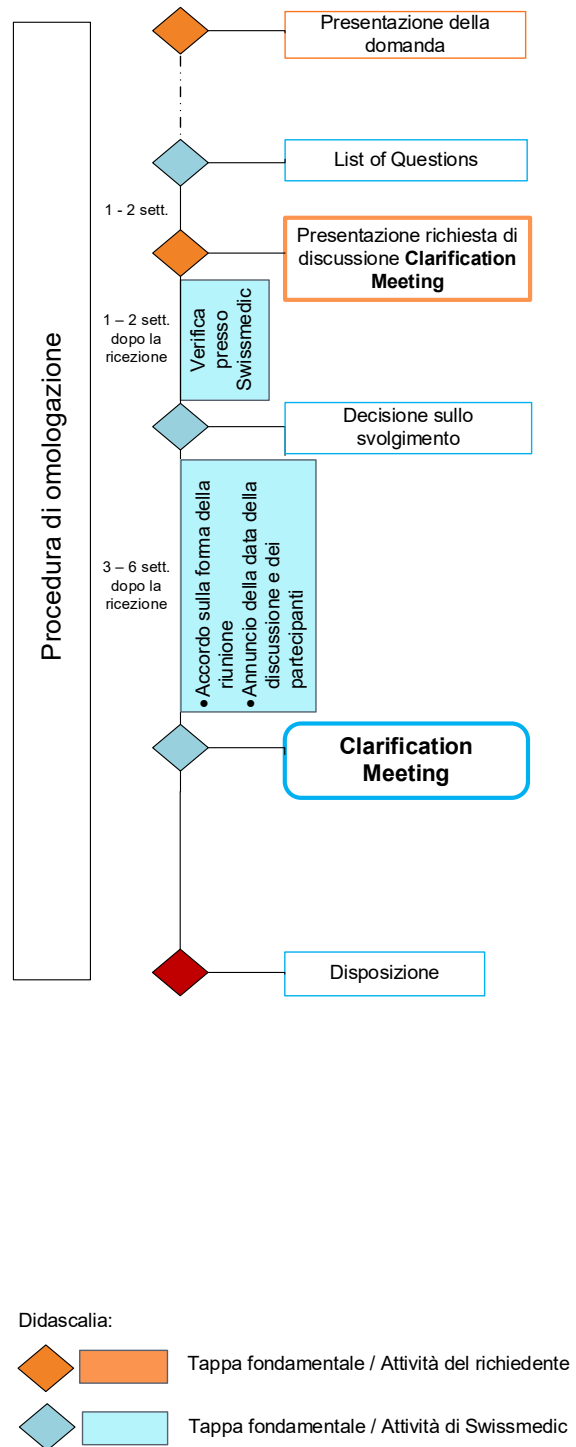 Procedura di omologazione
Presentazione della
domanda
List of Questions
1 - 2 sett.
Presentazione richiesta di
discussione Clarification
Meeting
1 – 2 sett.
dopo la
ricezione
Verifica
presso
Swissmedic
Decisione sullo
svolgimento
3 – 6 sett.
dopo la
ricezione
• Accordo sulla forma della
riunione
• Annuncio della data della
discussione e dei
partecipanti
Clarification
Meeting
Disposizione
Didascalia:
Tappa fondamentale / Attività del richiedente
Tappa fondamentale / Attività di Swissmedic